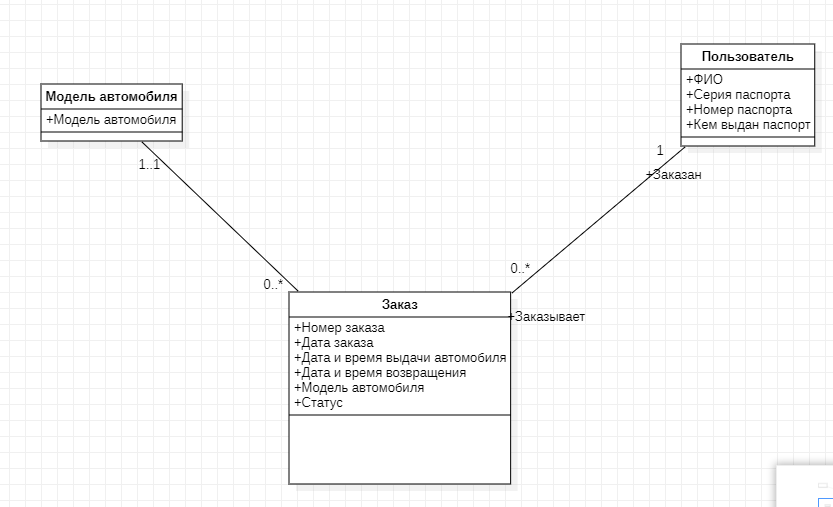 Модель автомобиля
+Модель автомобиля
1..1
0..*
Пользователь
+ФИО
+Серия паспорта
+Номер паспорта
+Кем выдан паспорт
1
+Заказан
0..*
+Заказывает
Заказ
+Номер заказа
+Дата заказа
+Дата и время выдачи автомобиля
+Дата и время возвращения
+Модель автомобиля
+Статус